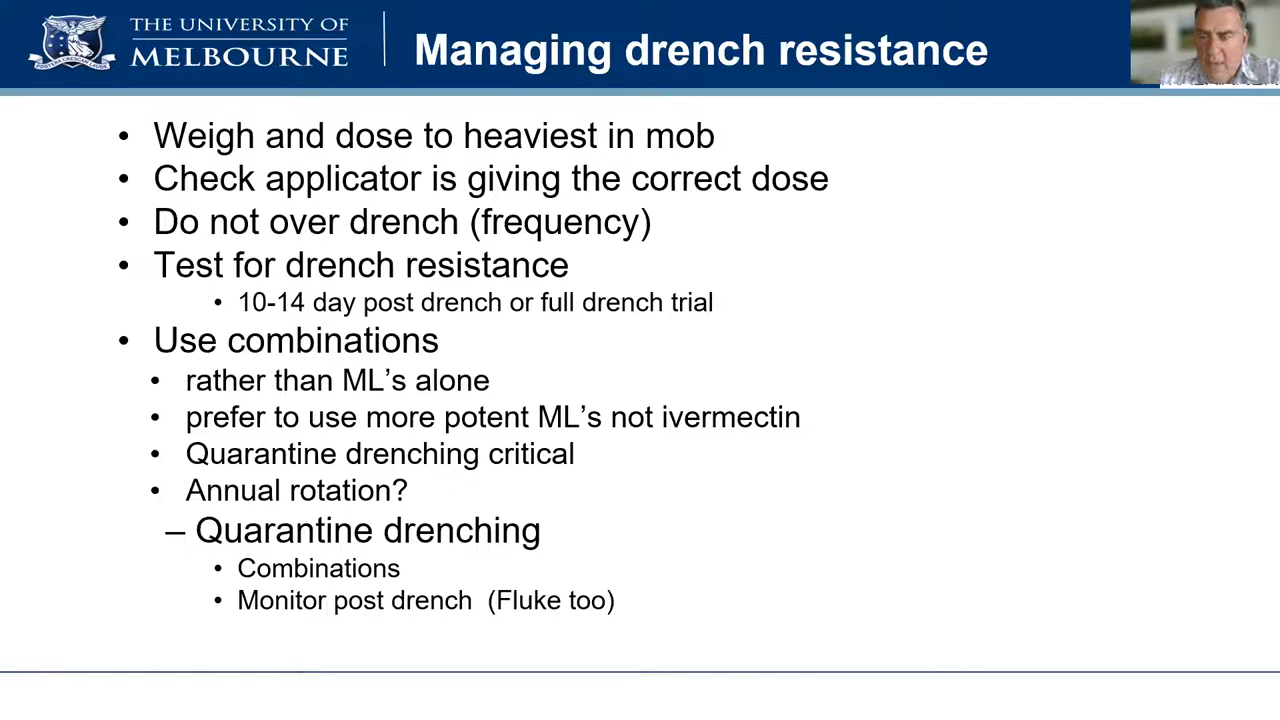 THE UNIVERSITY OF
MELBOURNE
Managing drench resistance
• Weigh and dose to heaviest in mob
• Check applicator is giving the correct dose
• Do not over drench (frequency)
• Test for drench resistance
• 10-14 day post drench or full drench trial
• Use combinations
• rather than ML’s alone
• prefer to use more potent ML’s not ivermectin
• Quarantine drenching critical
• Annual rotation?
– Quarantine drenching
• Combinations
• Monitor post drench (Fluke too)